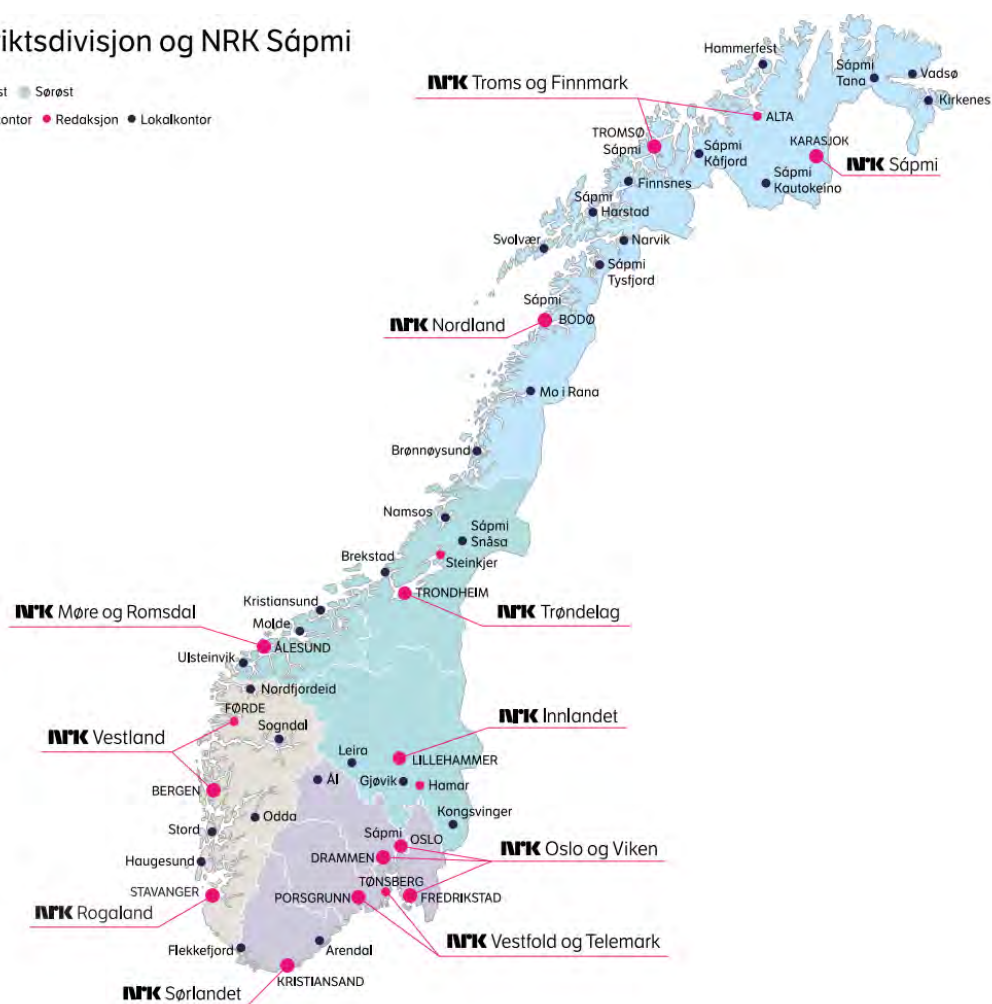 iktsdivisjon og NRK Sápmi
st Sørøst
ontor Redaksjon Lokalkontor
Hammerfest
Sápmi
Tana
Vadsø
Kirkenes
NRK Troms og Finnmark
ALTA
TROMSØ
Sápmi
Sápmi
Kåfjord
KARASJOK
NRK Sápmi
Sápmi
Kautokeino
Finnsnes
Sápmi
Harstad
Svolvær
Narvik
Sápmi
Tysfjord
Sápmi
BODØ
NRK Nordland
Mo i Rana
Brønnøysund
Namsos
Sápmi
Snåsa
Steinkjer
Brekstad
TRONDHEIM
NRK Trøndelag
Kristiansund
NRK Møre og Romsdal
Molde
ÅLESUND
Ulsteinvik
Nordfjordeid
FØRDE
Sogndal
NRK Vestland
NRK Innlandet
Leira
LILLEHAMMER
Ål
Gjøvik
Hamar
BERGEN
Kongsvinger
Stord
Odda
Sápmi
OSLO
NRK Oslo og Viken
DRAMMEN
Haugesund
TØNSBERG
STAVANGER
PORSGRUNN
FREDRIKSTAD
NRK Rogaland
NRK Vestfold og Telemark
Flekkefjord
Arendal
KRISTIANSAND
NRK Sørlandet